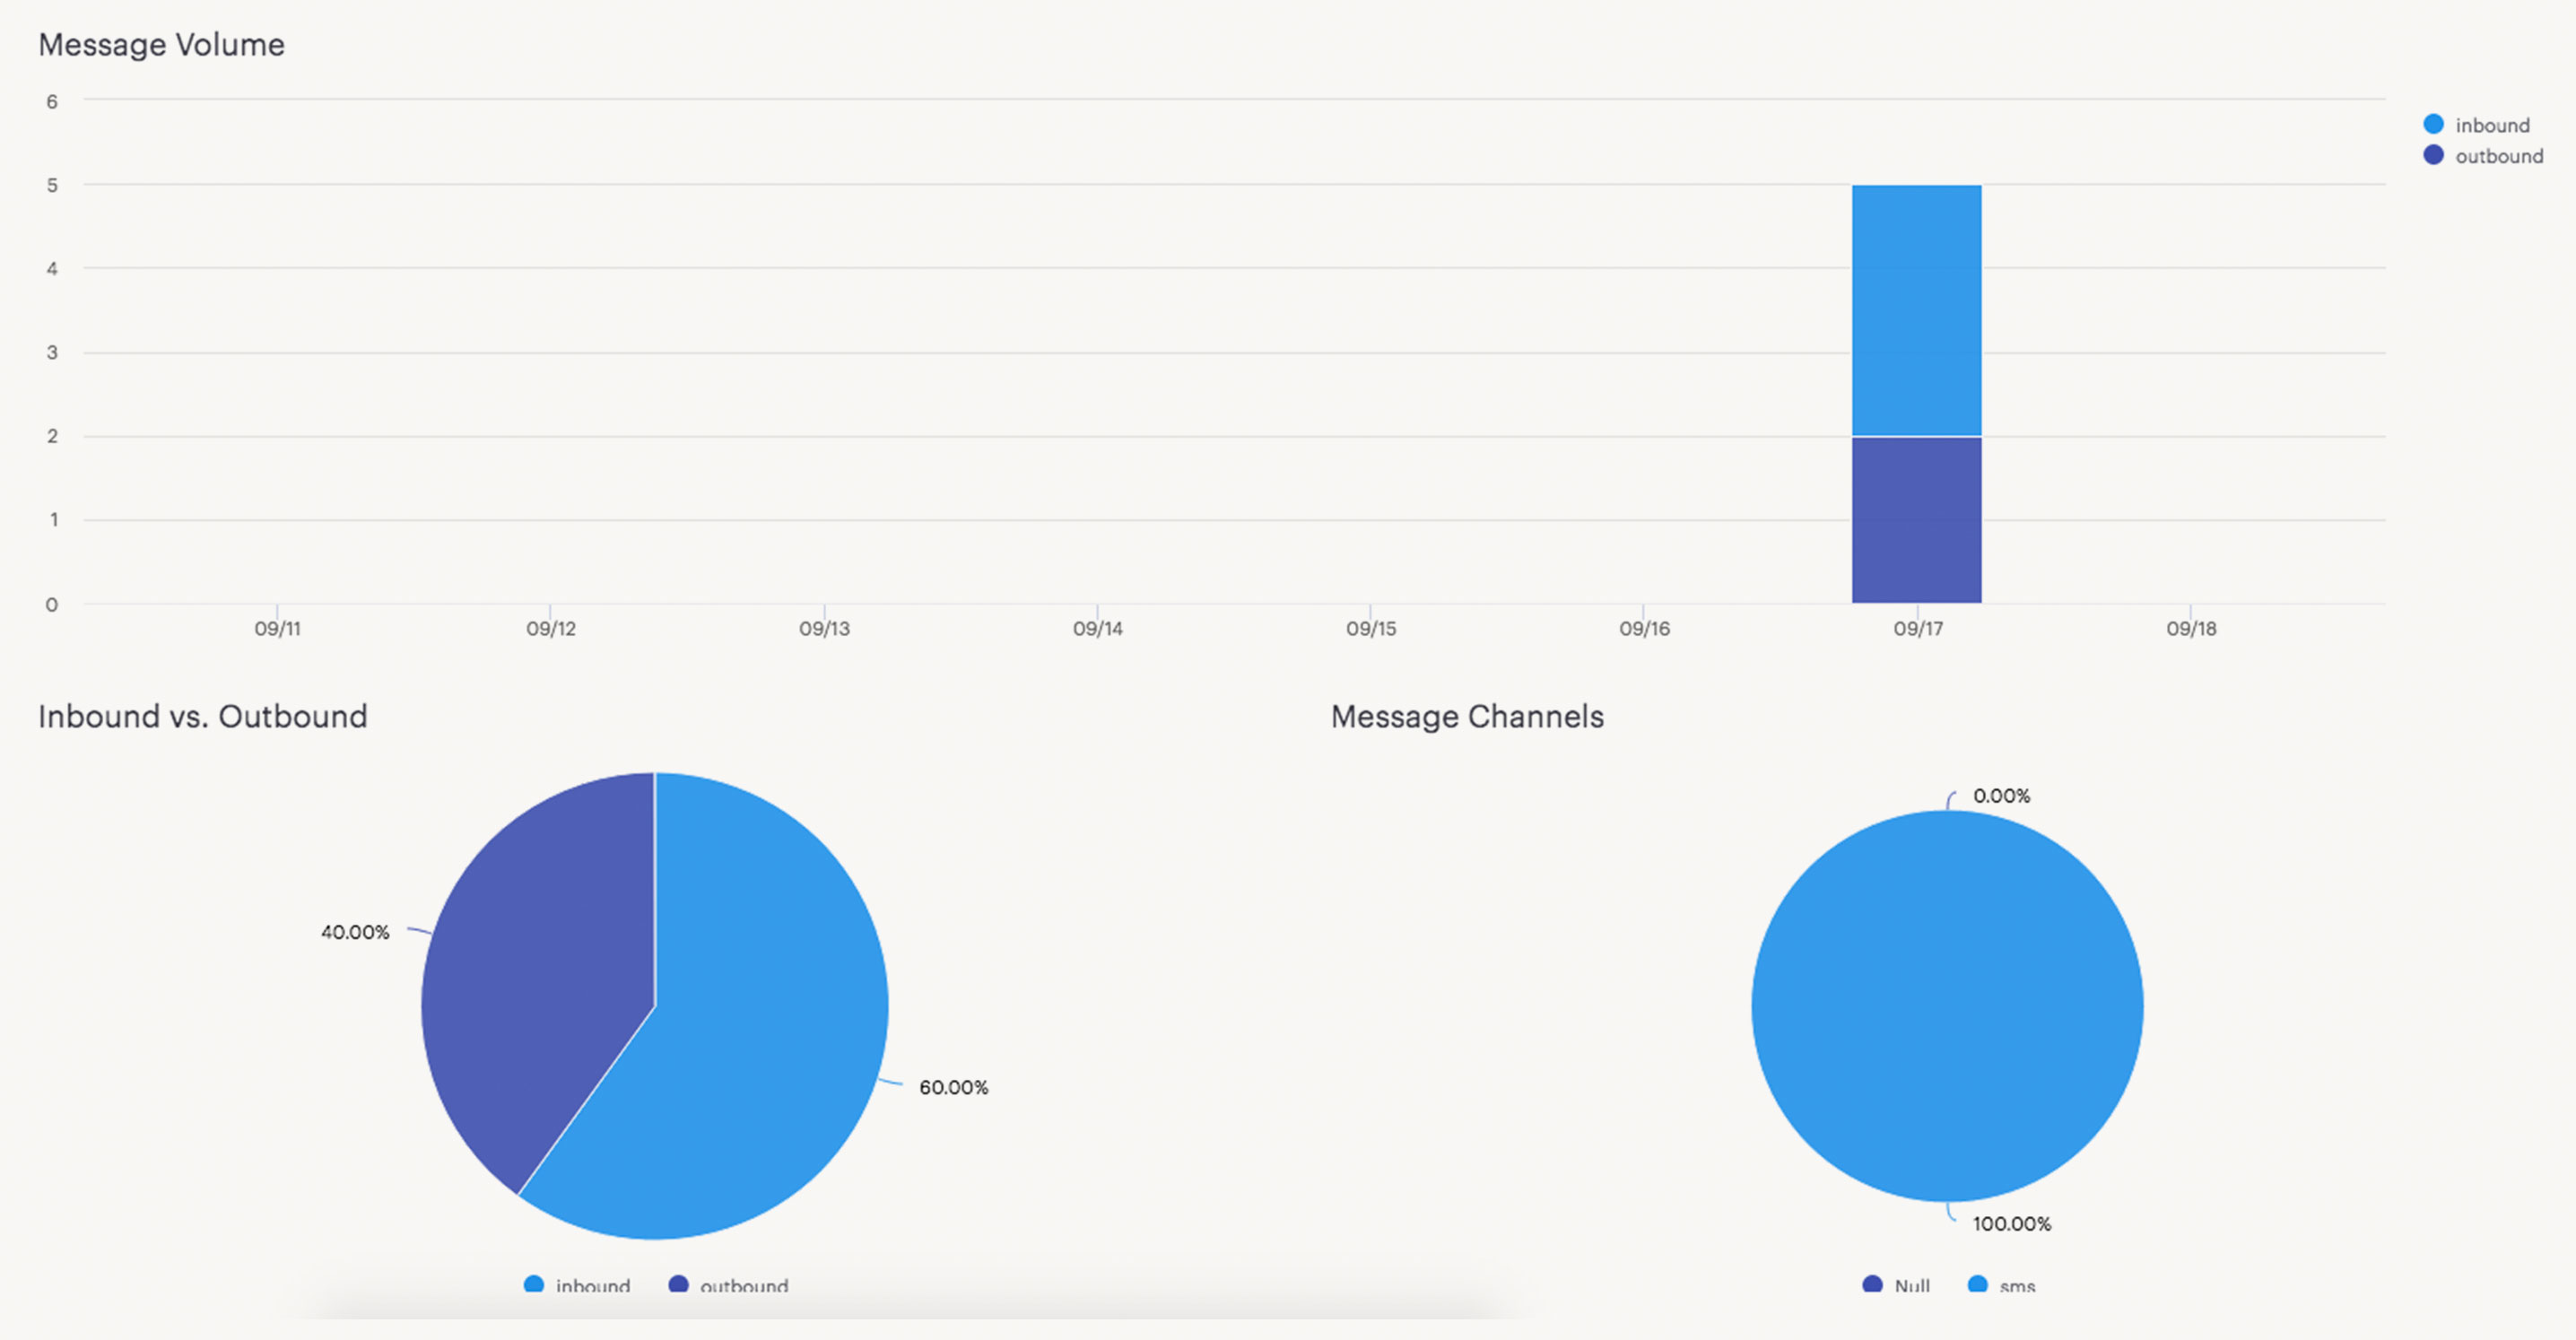 Message Volume
6
5
4
3
2
1
0
inbound
outbound
09/11 09/12 09/13 09/14 09/15 09/16 09/17 09/18
Inbound vs. Outbound
40.00%
60.00%
inbound outbound
Message Channels
0.00%
100.00%
Null sms